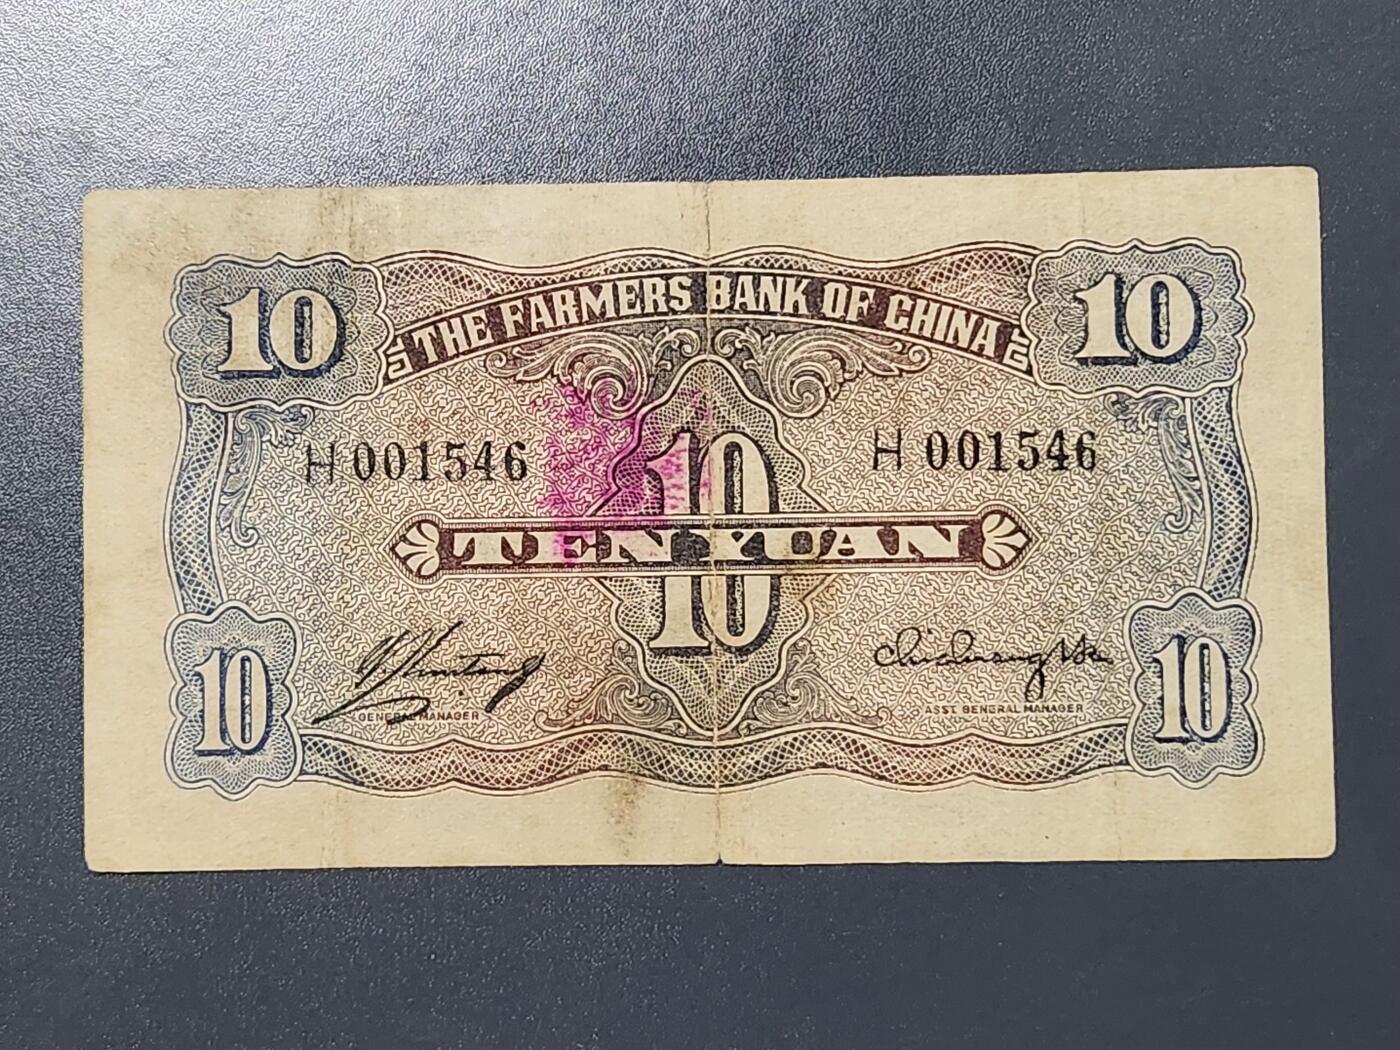 10 THE FARMERS BANK OF CHINA 10
H 001546 H 001546
10
TEN YUAN
10
10 GENERAL MANAGER ASST. GENERAL MANAGER 10